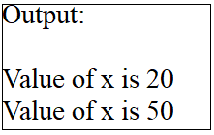 Output:
Value of x is 20
Value of x is 50